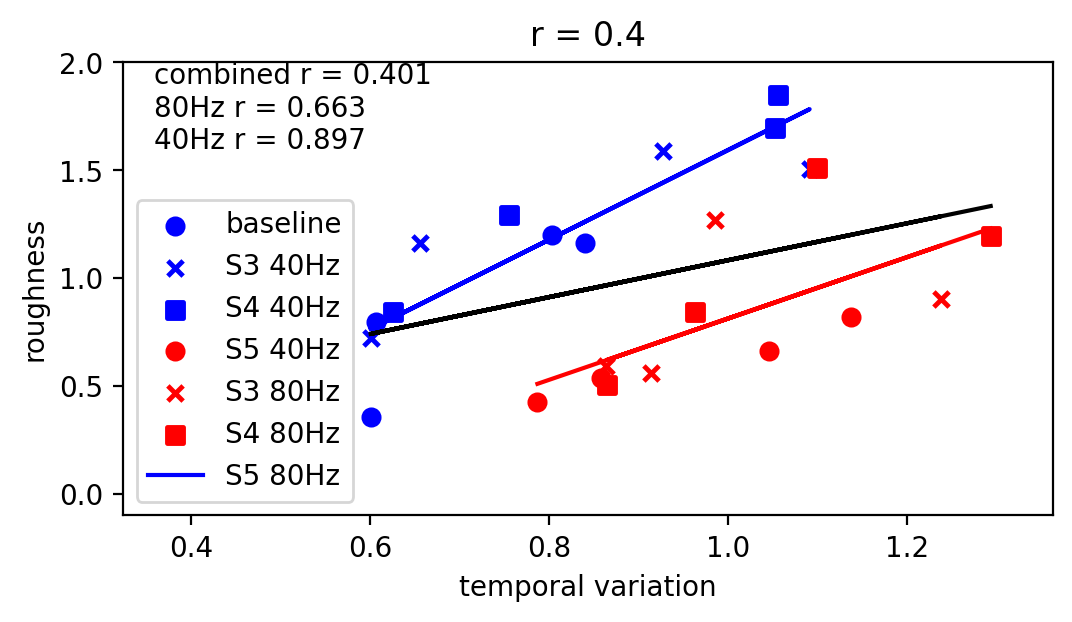 r = 0.4
combined r = 0.401
80Hz r = 0.663
40Hz r = 0.897
baseline
S3 40Hz
S4 40Hz
S5 40Hz
S3 80Hz
S4 80Hz
S5 80Hz
roughness
2.0
1.5
1.0
0.5
0.0
0.4 0.6 0.8 1.0 1.2
temporal variation